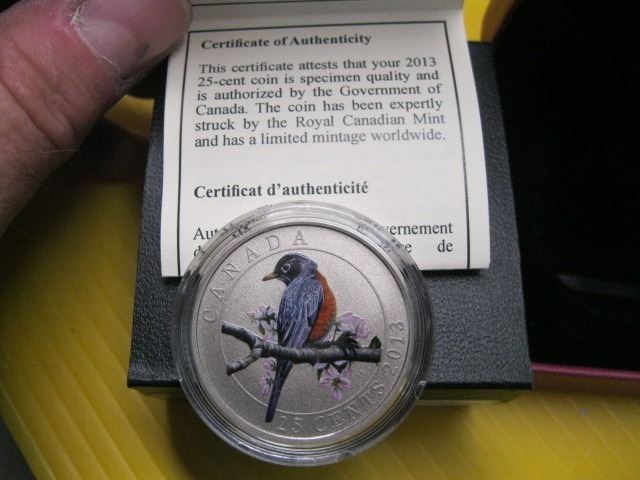 Certificate of Authenticity
This certificate attests that your 2013
25-cent coin is specimen quality and
is authorized by the Government of
Canada. The coin has been expertly
struck by the Royal Canadian Mint
and has a limited mintage worldwide.
Certificat d'authenticité
de
CANADA
25 CENTS 2013